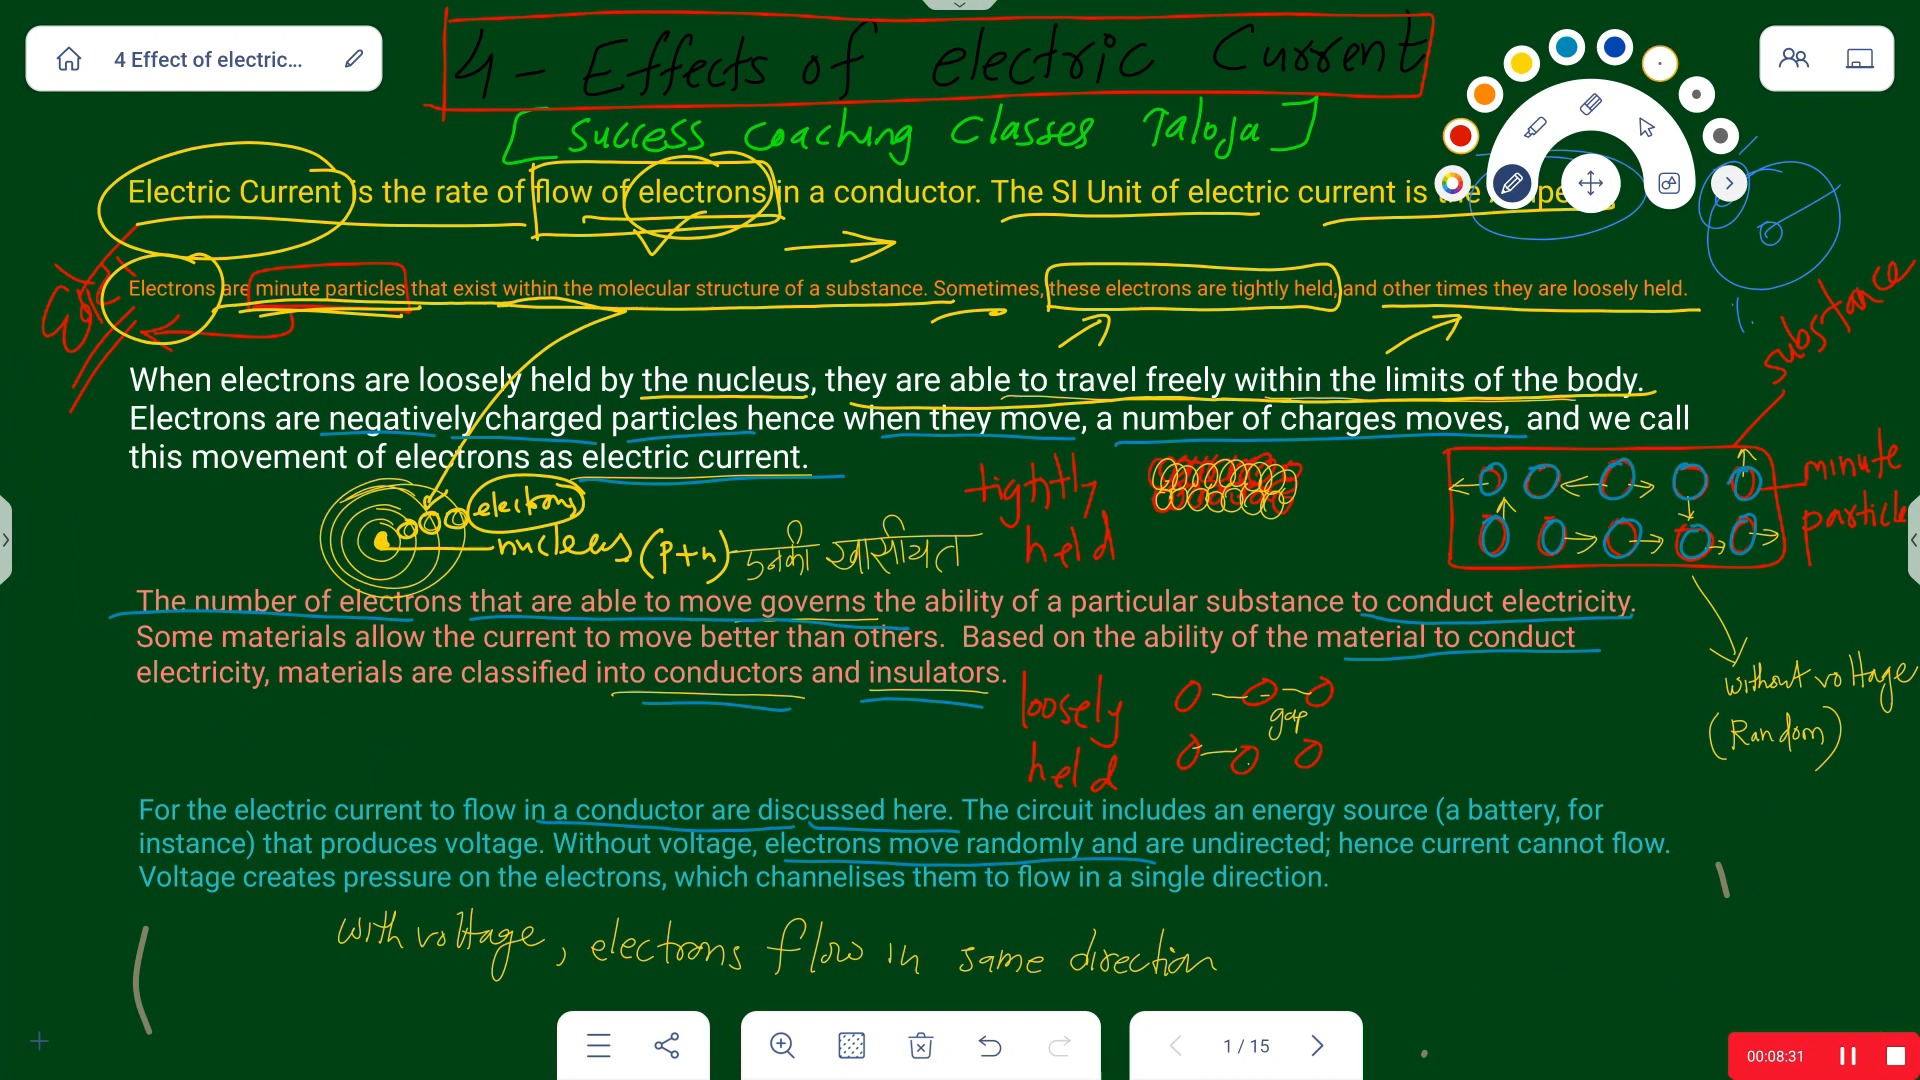 4 Effect of electric...
4 - Effects of electric Current
[ Success Coaching Classes Taloja ]
Electric Current is the rate of flow of electrons in a conductor. The SI Unit of electric current is the
Electrons are minute particles that exist within the molecular structure of a substance. Sometimes, these electrons are tightly held, and other times they are loosely held.
substance
When electrons are loosely held by the nucleus, they are able to travel freely within the limits of the body.
Electrons are negatively charged particles hence when they move, a number of charges moves, and we call
this movement of electrons as electric current.
tightly
held
minute
particle
electrons
nucleus (p+n) उनकी खासीयत
The number of electrons that are able to move governs the ability of a particular substance to conduct electricity.
Some materials allow the current to move better than others. Based on the ability of the material to conduct
electricity, materials are classified into conductors and insulators.
loosely
held
gap
without voltage
(Random)
For the electric current to flow in a conductor are discussed here. The circuit includes an energy source (a battery, for
instance) that produces voltage. Without voltage, electrons move randomly and are undirected; hence current cannot flow.
Voltage creates pressure on the electrons, which channelises them to flow in a single direction.
with voltage, electrons flow in same direction
1 / 15
00:08:31